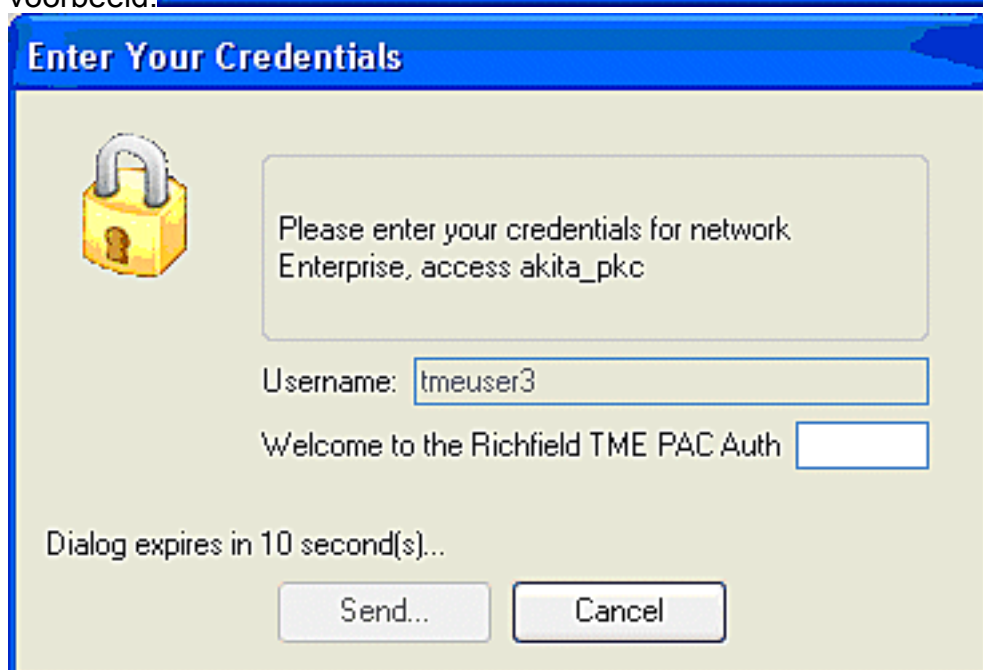 voorbeeld:
Enter Your Credentials
Please enter your credentials for network
Enterprise, access akita_pkc
Username: tmeuser3
Welcome to the Richfield TME PAC Auth
Dialog expires in 10 second(s)...
Send... Cancel